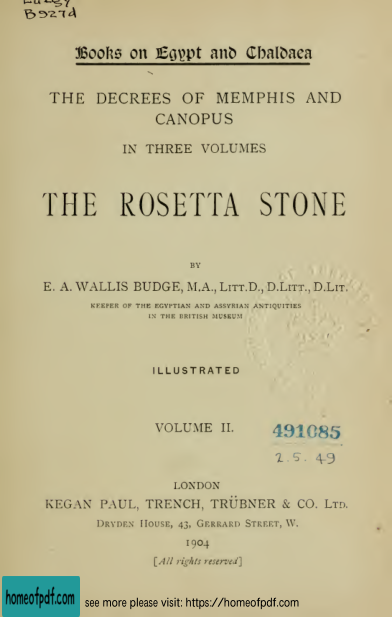 B927d
Books on Egypt and Chaldaea
THE DECREES OF MEMPHIS AND
CANOPUS
IN THREE VOLUMES
THE ROSETTA STONE
BY
E. A. WALLIS BUDGE, M.A., LITT.D., D.LITT., D.LIT.
KEEPER OF THE EGYPTIAN AND ASSYRIAN ANTIQUITIES
IN THE BRITISH MUSEUM
ILLUSTRATED
VOLUME II.
491085
2.5.49
LONDON
KEGAN PAUL, TRENCH, TRÜBNER & CO. LTD.
DRYDEN HOUSE, 43, GERRARD STREET, W.
1904
[All rights reserved]
homeofpdf.com
see more please visit: https://homeofpdf.com